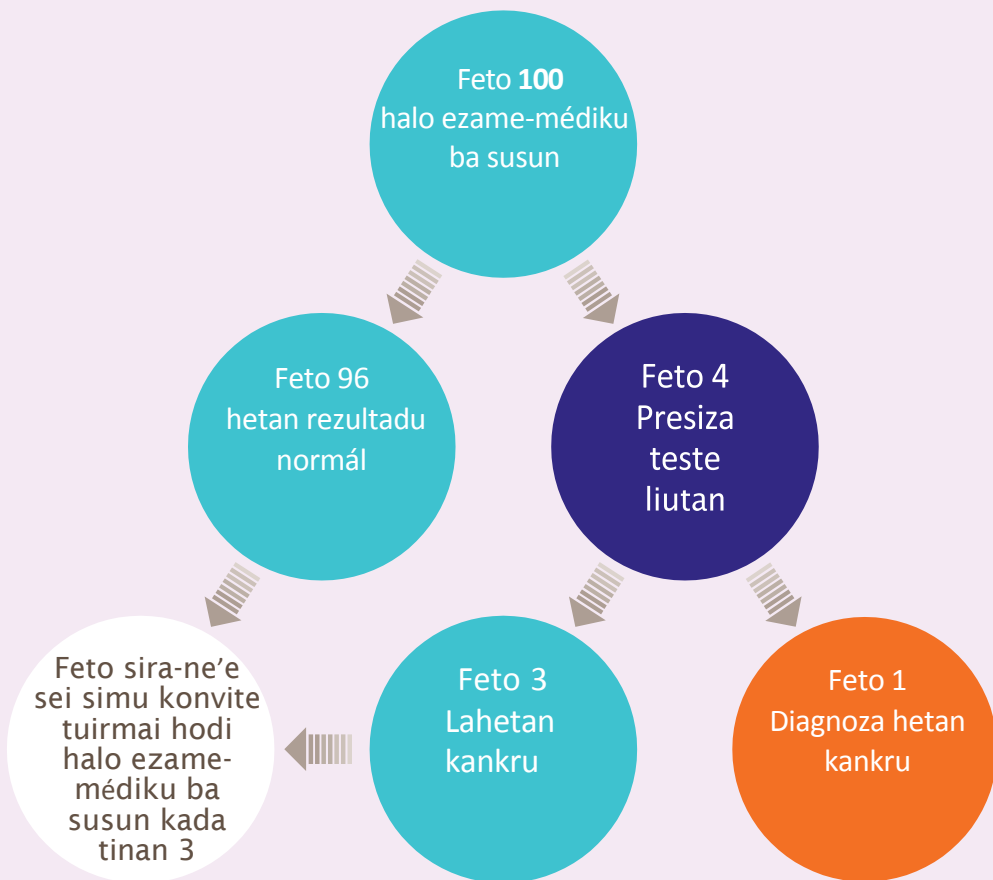 Feto 100
halo ezame-médiku
ba susun
Feto 96
hetan rezultadu
normál
Feto 4
Presiza
teste
liutan
Feto sira-ne’e
sei simu konvite
tuirmai hodi
halo ezame-
médiku ba
susun kada
tinan 3
Feto 3
Lahetan
kankru
Feto 1
Diagnoza hetan
kankru